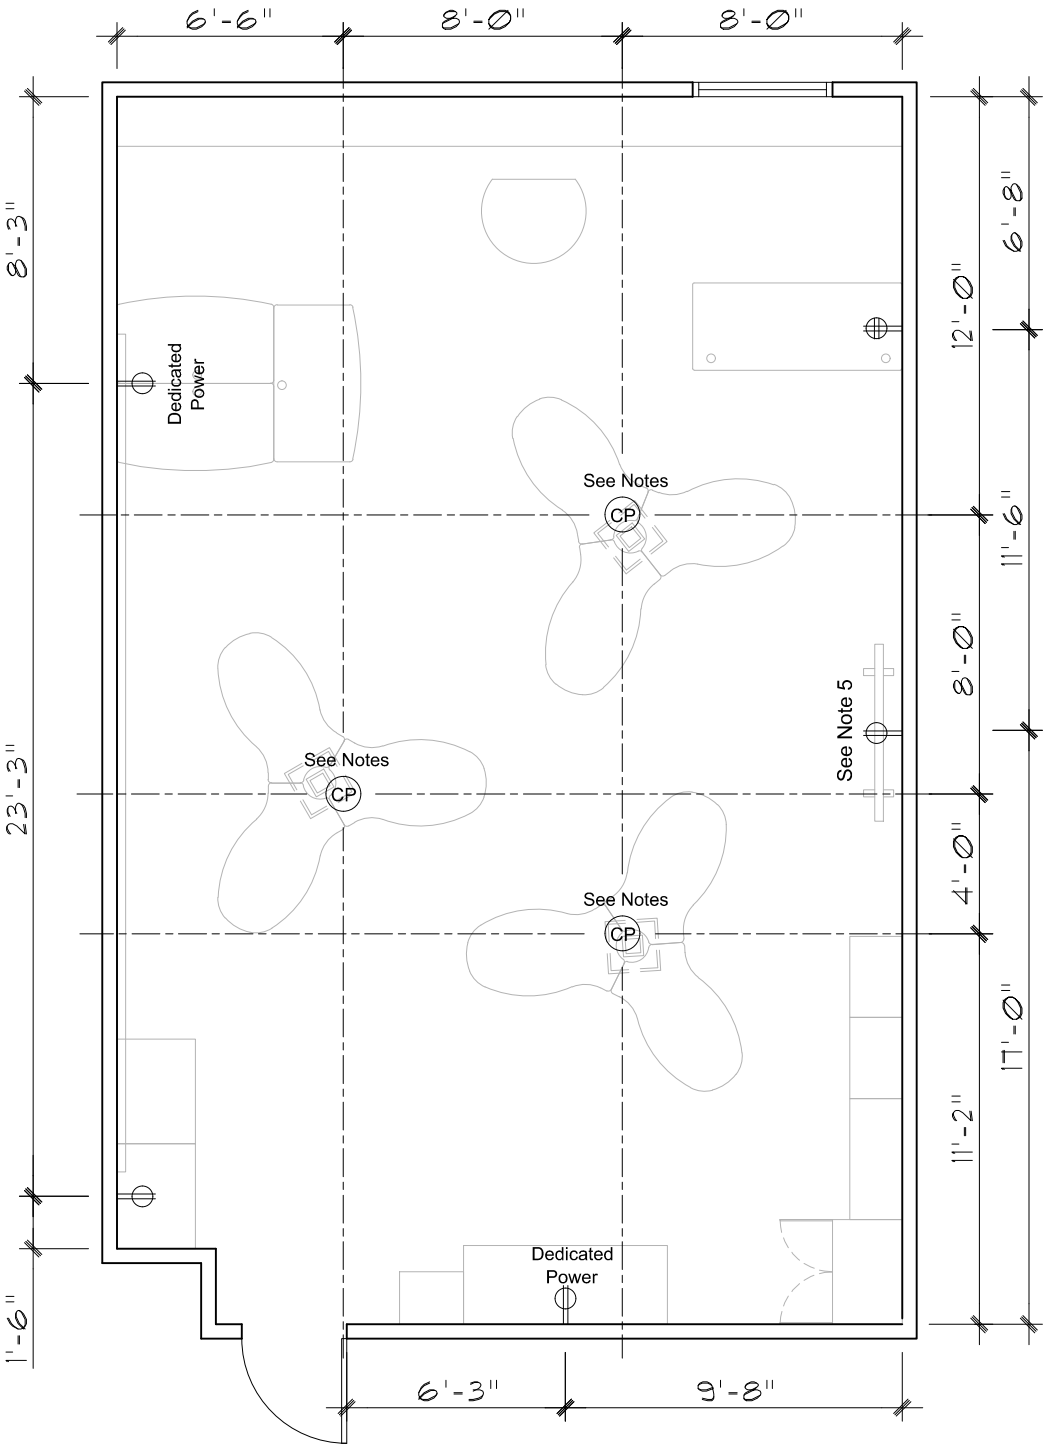 6'-6"
8'-0"
8'-0"
8'-3"
6'-8"
12'-0"
Dedicated
Power
See Notes
CP
11'-6"
8'-0"
See Note 5
See Notes
CP
23'-3"
4'-0"
See Notes
CP
17'-0"
11'-2"
Dedicated
Power
1'-6"
6'-3"
9'-8"